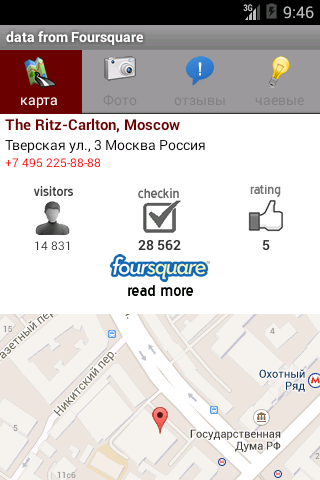 3G 9:46
data from Foursquare
карта Фото отзывы чаевые
The Ritz-Carlton, Moscow
Тверская ул., 3 Москва Россия
+7 495 225-88-88
visitors checkin rating
14 831 28 562 5
foursquare
read more
азетный пер.
Никитский пер.
Охотный
Ряд
М
Государственная
Дума РФ
11с6